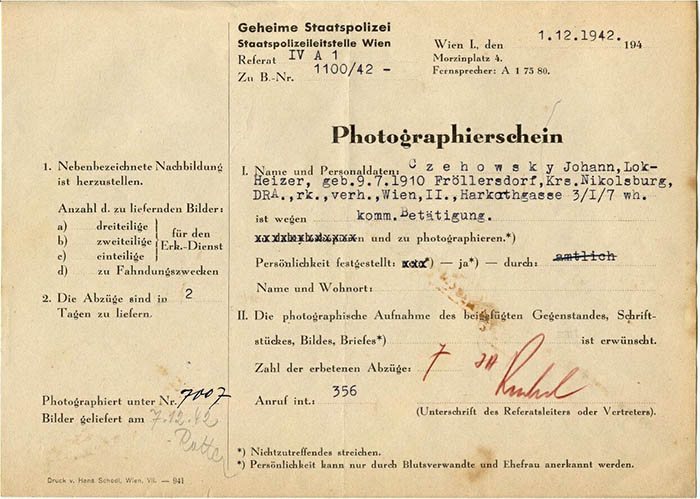 Geheime Staatspolizei
Staatspolizeileitstelle Wien
Referat IV A 1
Zu B.-Nr. 1100/42 -
Wien I., den 1.12.1942. 194
Morzinplatz 4.
Fernsprecher: A 1 75 80.
Photographierschein
1. Nebenbezeichnete Nachbildung
ist herzustellen.
Anzahl d. zu liefernden Bilder:
a) dreiteilige
b) zweiteilige
c) einteilige
für den
Erk.-Dienst
d) zu Fahndungszwecken
2. Die Abzüge sind in 2
Tagen zu liefern.
Photographiert unter Nr. 7007
Bilder geliefert am 7.12.42
I. Name und Personaldaten: Czehowsky Johann, Lok-
Heizer, geb.9.7.1910 Fröllersdorf,Krs.Nikolsburg,
DRA.,rk.,verh.,Wien,II., Harkothgasse 3/I/7 wh.
ist wegen komm.Betätigung.
en und zu photographieren.*)
Persönlichkeit festgestellt: xxx*) — ja*) — durch: amtlich
Name und Wohnort:
II. Die photographische Aufnahme des beigefügten Gegenstandes, Schrift-
stückes, Bildes, Briefes*) ist erwünscht.
Zahl der erbetenen Abzüge: 7
Anruf int.: 356
(Unterschrift des Referatsleiters oder Vertreters).
*) Nichtzutreffendes streichen.
*) Persönlichkeit kann nur durch Blutsverwandte und Ehefrau anerkannt werden.
Druck v. Hans Schödl, Wien, VII. — 941